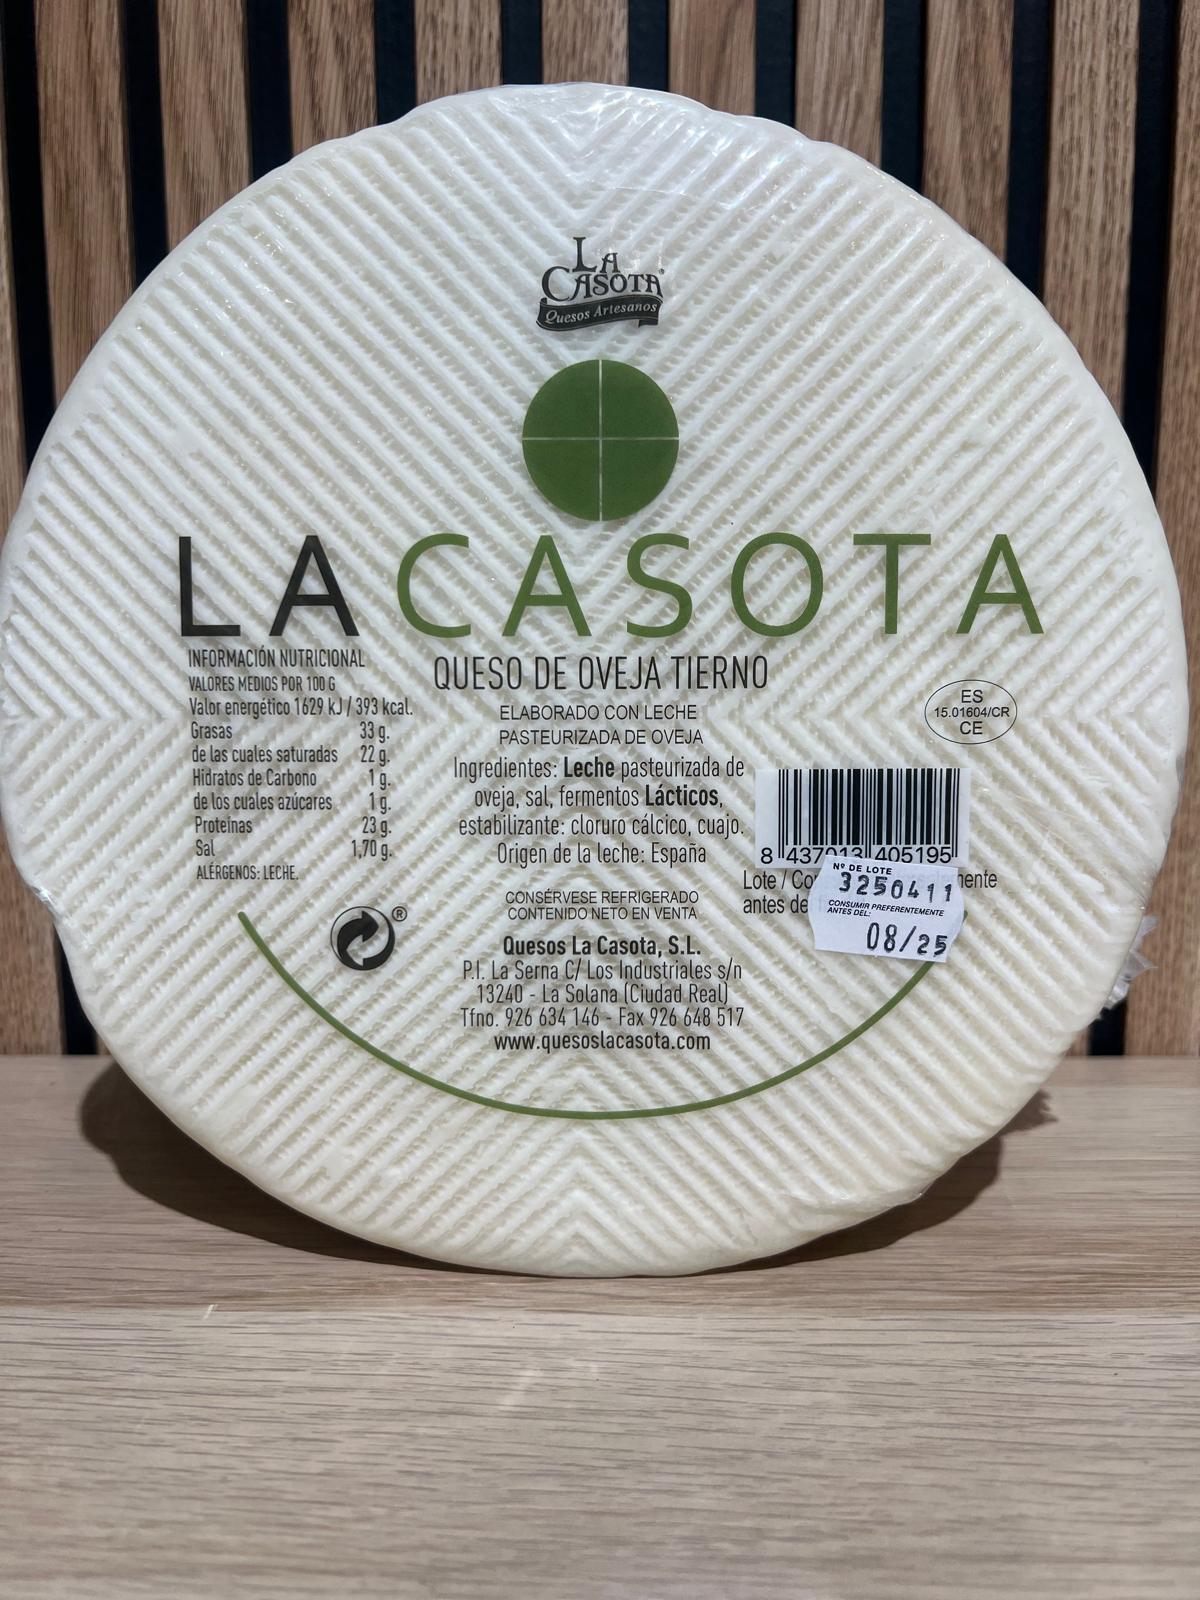 LA
CASOTA®
Quesos Artesanos
LA CASOTA
INFORMACIÓN NUTRICIONAL
VALORES MEDIOS POR 100 G
Valor energético 1629 kJ / 393 kcal.
Grasas 33 g.
de las cuales saturadas 22 g.
Hidratos de Carbono 1 g.
de los cuales azúcares 1 g.
Proteínas 23 g.
Sal 1,70 g.
ALÉRGENOS: LECHE.
®
QUESO DE OVEJA TIERNO
ELABORADO CON LECHE
PASTEURIZADA DE OVEJA
Ingredientes: Leche pasteurizada de
oveja, sal, fermentos Lácticos,
estabilizante: cloruro cálcico, cuajo.
Origen de la leche: España
CONSÉRVESE REFRIGERADO
CONTENIDO NETO EN VENTA
Quesos La Casota, S.L.
P.I. La Serna C/ Los Industriales s/n
13240 - La Solana (Ciudad Real)
Tfno. 926 634 146 - Fax 926 648 517
www.quesoslacasota.com
ES
15.01604/CR
CE
8 437013 405195
Lote /
antes
Nº DE LOTE
3250411
CONSUMIR PREFERENTEMENTE
ANTES DEL:
08/25